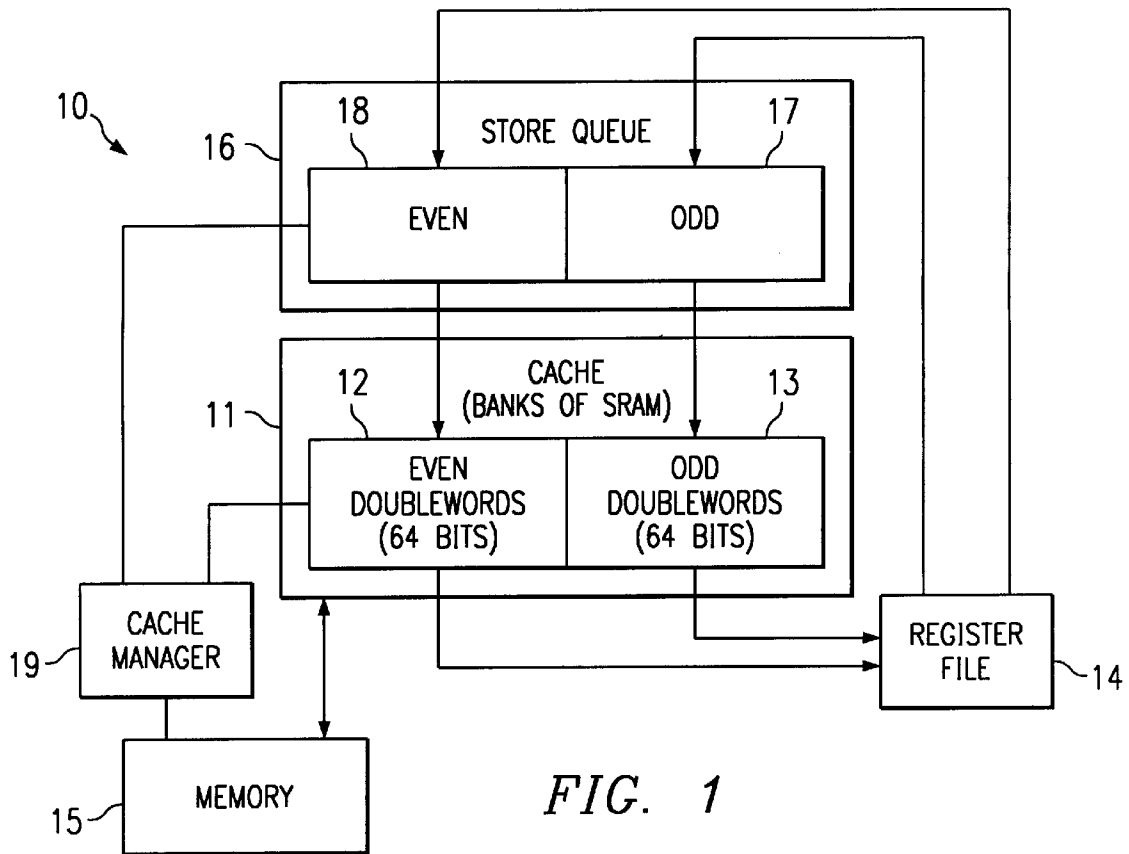 10
16
18
STORE QUEUE
17
EVEN
ODD
11
12
CACHE
(BANKS OF SRAM)
13
EVEN
DOUBLEWORDS
(64 BITS)
ODD
DOUBLEWORDS
(64 BITS)
CACHE
MANAGER
19
REGISTER
FILE
14
MEMORY
15
FIG. 1